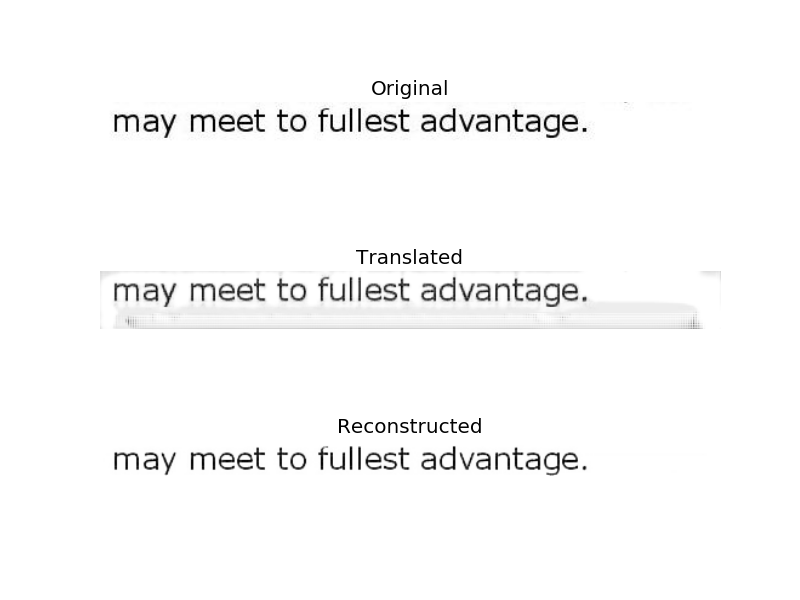 Original
may meet to fullest advantage.
Translated
may meet to fullest advantage.
Reconstructed
may meet to fullest advantage.